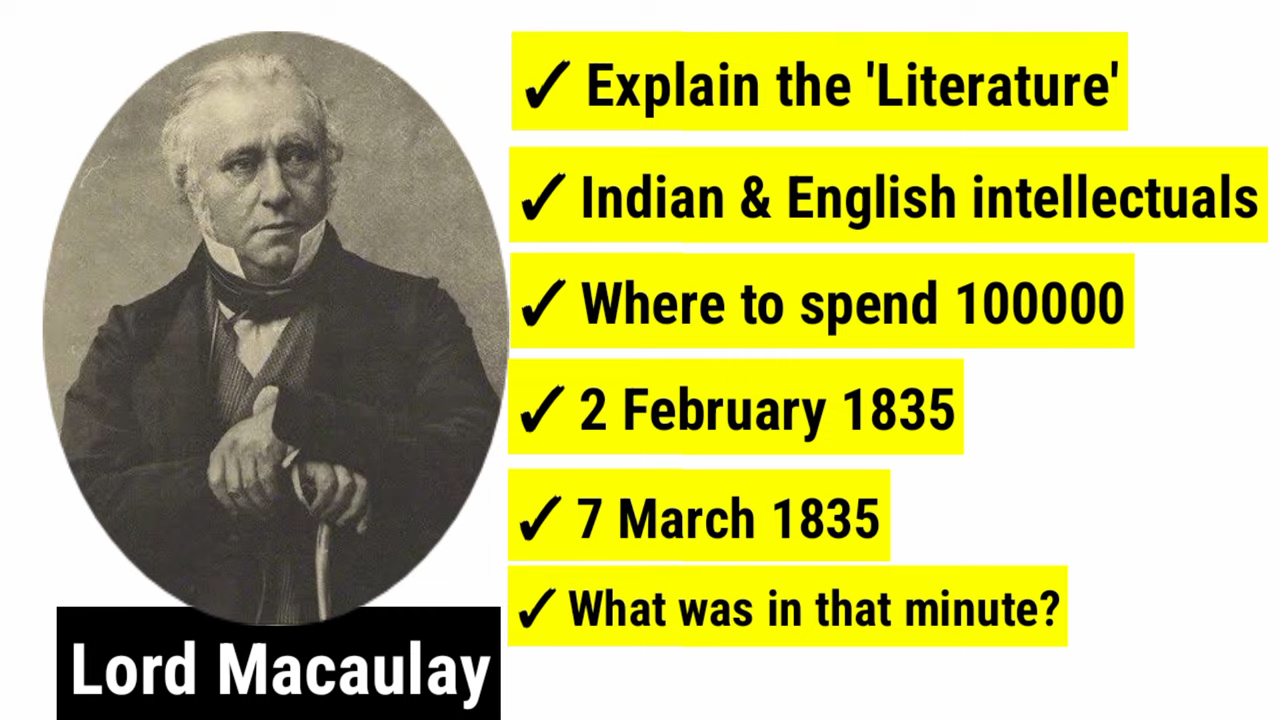 ✓ Explain the 'Literature'
✓ Indian & English intellectuals
✓ Where to spend 100000
✓ 2 February 1835
✓ 7 March 1835
✓ What was in that minute?
Lord Macaulay